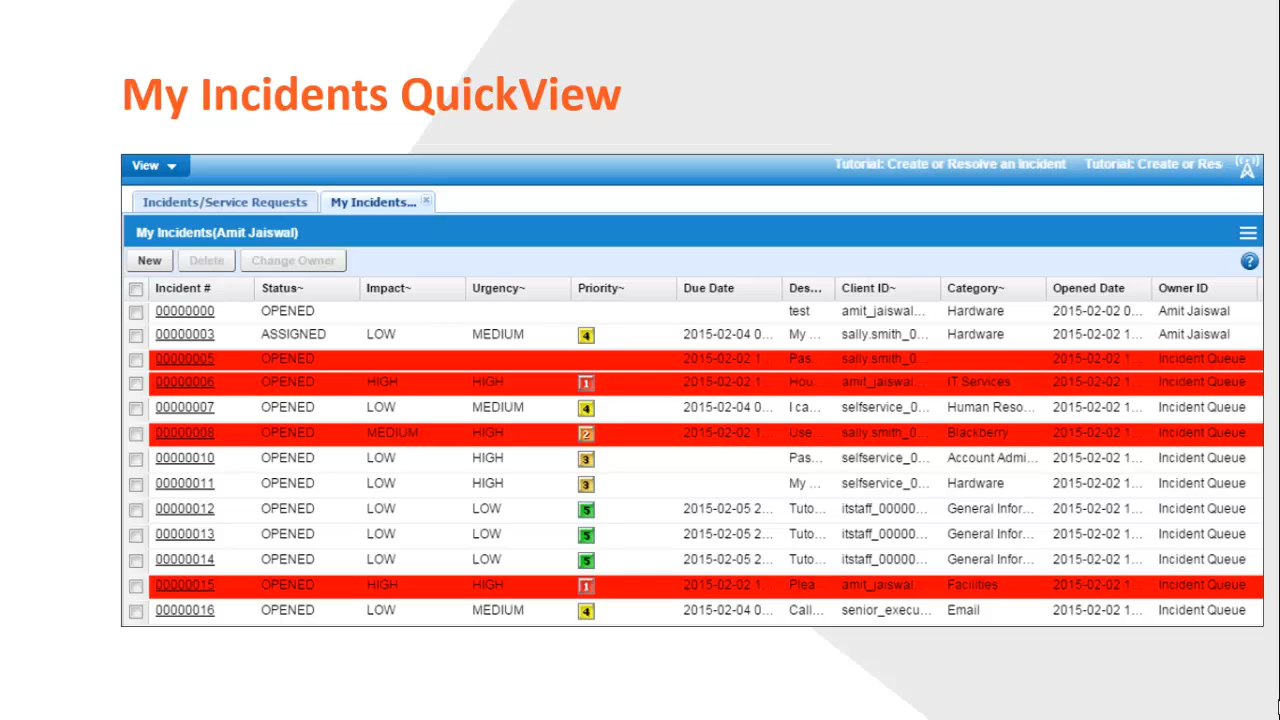 My Incidents QuickView
View Tutorial: Create or Resolve an Incident Tutorial: Create or Res
Incidents/Service Requests My Incidents...
My Incidents(Amit Jaiswal)
New Delete Change Owner ?
Incident # Status~ Impact~ Urgency~ Priority~ Due Date Des... Client ID~ Category~ Opened Date Owner ID
00000000 OPENED test amit_jaiswal... Hardware 2015-02-02 0... Amit Jaiswal
00000003 ASSIGNED LOW MEDIUM 4 2015-02-04 0... My ... sally.smith_0... Hardware 2015-02-02 1... Amit Jaiswal
00000005 OPENED 2015-02-02 1 Pas. sally.smith_0. 2015-02-02 1. Incident Queue
00000006 OPENED HIGH HIGH 1 2015-02-02 1 Hou. amit_jaiswal. IT Services 2015-02-02 1. Incident Queue
00000007 OPENED LOW MEDIUM 4 2015-02-04 0... I ca... selfservice_0... Human Reso... 2015-02-02 1... Incident Queue
00000008 OPENED MEDIUM HIGH 2 2015-02-02 1 Use sally.smith_0. Blackberry 2015-02-02 1. Incident Queue
00000010 OPENED LOW HIGH 3 Pas... selfservice_0... Account Admi... 2015-02-02 1... Incident Queue
00000011 OPENED LOW HIGH 3 My ... selfservice_0... Hardware 2015-02-02 1... Incident Queue
00000012 OPENED LOW LOW 5 2015-02-05 2... Tuto... itstaff_00000... General Infor... 2015-02-02 1... Incident Queue
00000013 OPENED LOW LOW 5 2015-02-05 2... Tuto... itstaff_00000... General Infor... 2015-02-02 1... Incident Queue
00000014 OPENED LOW LOW 5 2015-02-05 2... Tuto... itstaff_00000... General Infor... 2015-02-02 1... Incident Queue
00000015 OPENED HIGH HIGH 1 2015-02-02 1 Plea amit_jaiswal. Facilities 2015-02-02 1. Incident Queue
00000016 OPENED LOW MEDIUM 4 2015-02-04 0... Call... senior_execu... Email 2015-02-02 1... Incident Queue